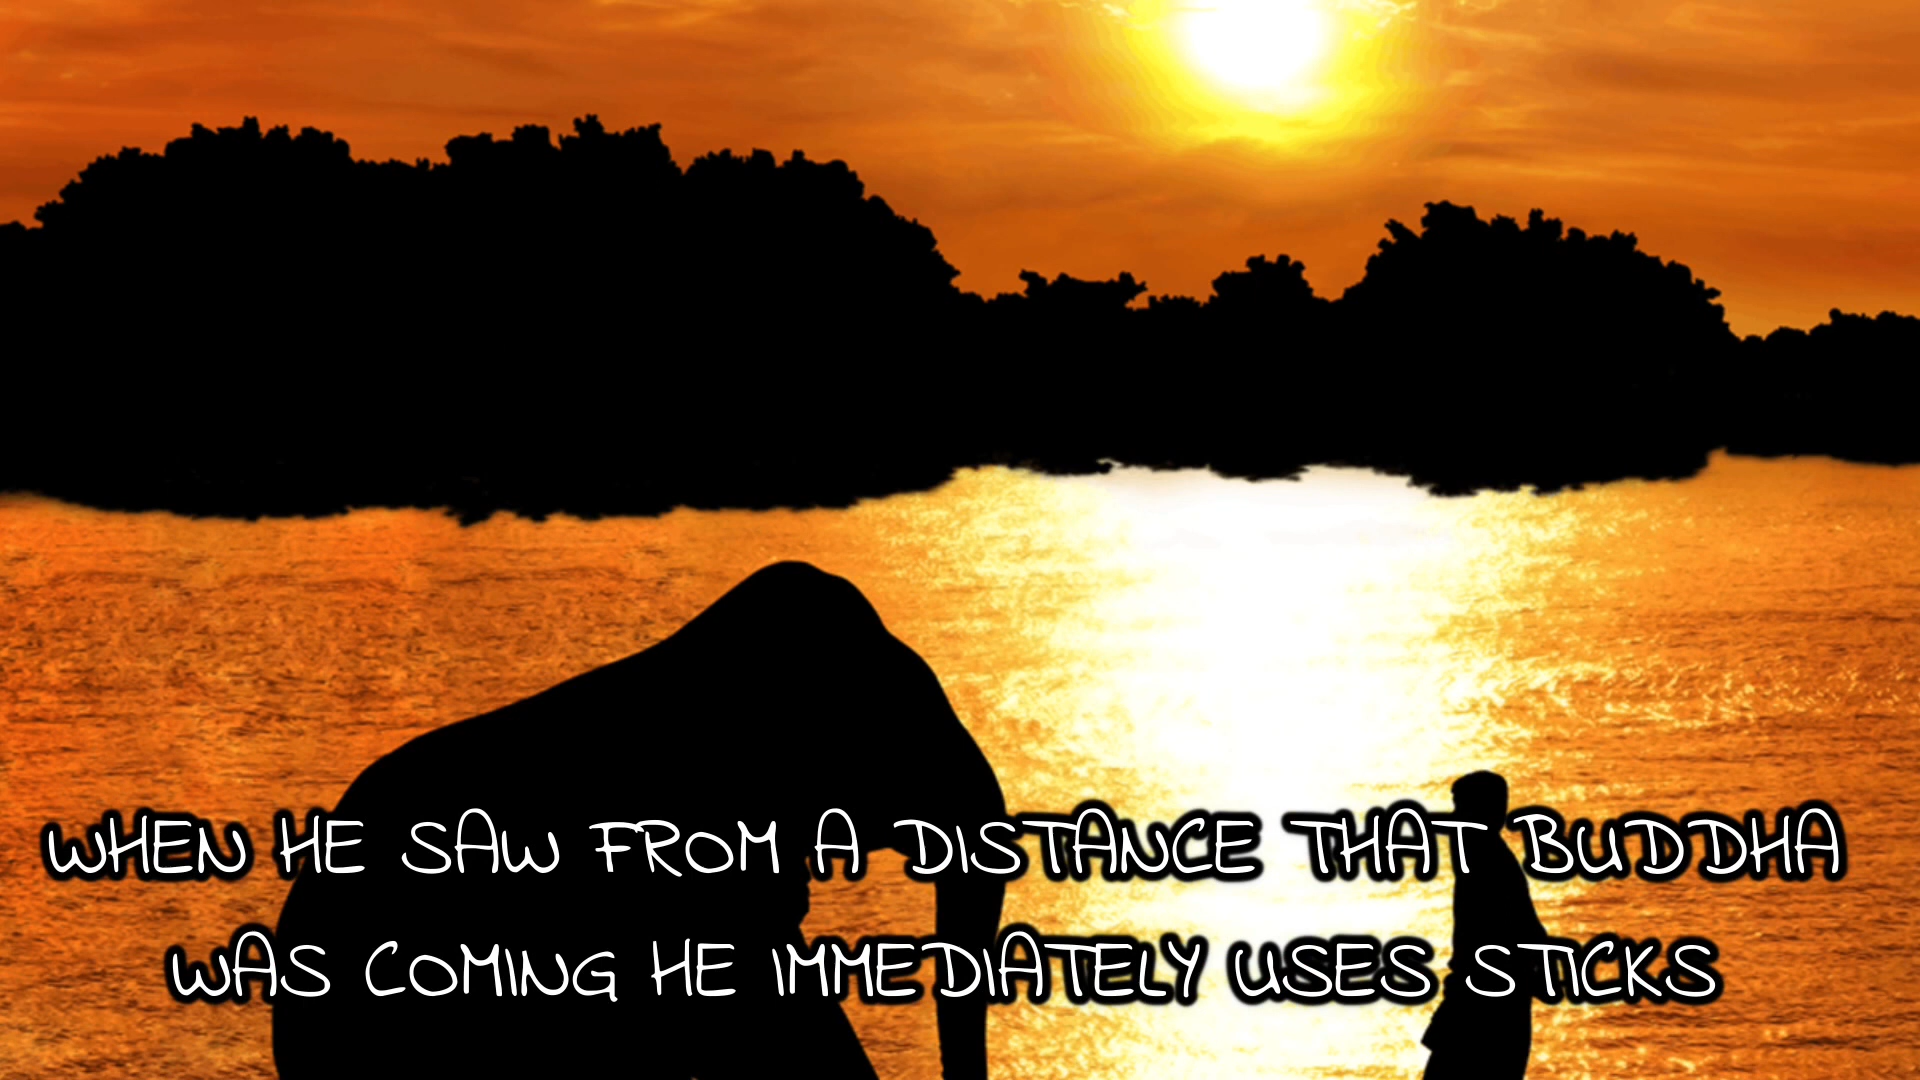 WHEN HE SAW FROM A DISTANCE THAT BUDDHA
WAS COMING HE IMMEDIATELY USES STICKS